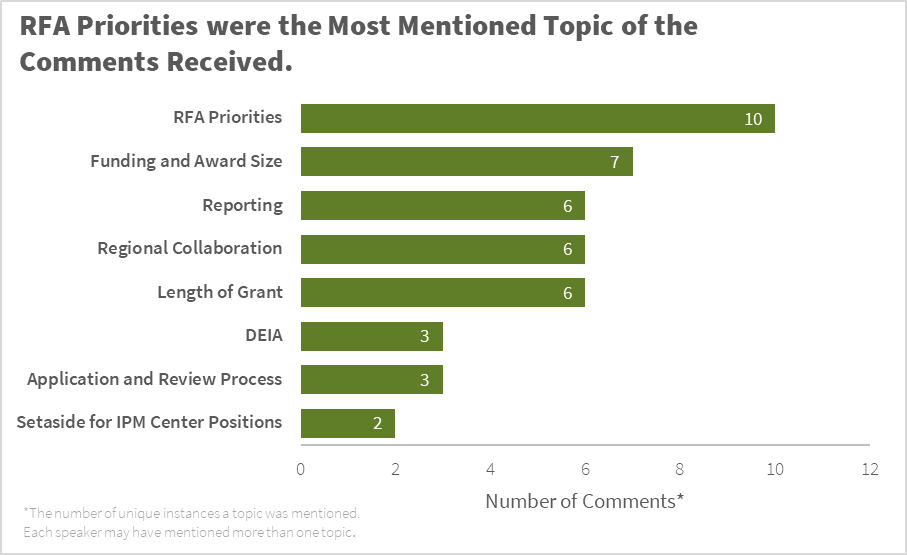 RFA Priorities were the Most Mentioned Topic of the
Comments Received.
RFA Priorities
10
Funding and Award Size
7
Reporting
6
Regional Collaboration
6
Length of Grant
6
DEIA
3
Application and Review Process
3
Setaside for IPM Center Positions
2
0 2 4 6 8 10 12
Number of Comments*
*The number of unique instances a topic was mentioned.
Each speaker may have mentioned more than one topic.